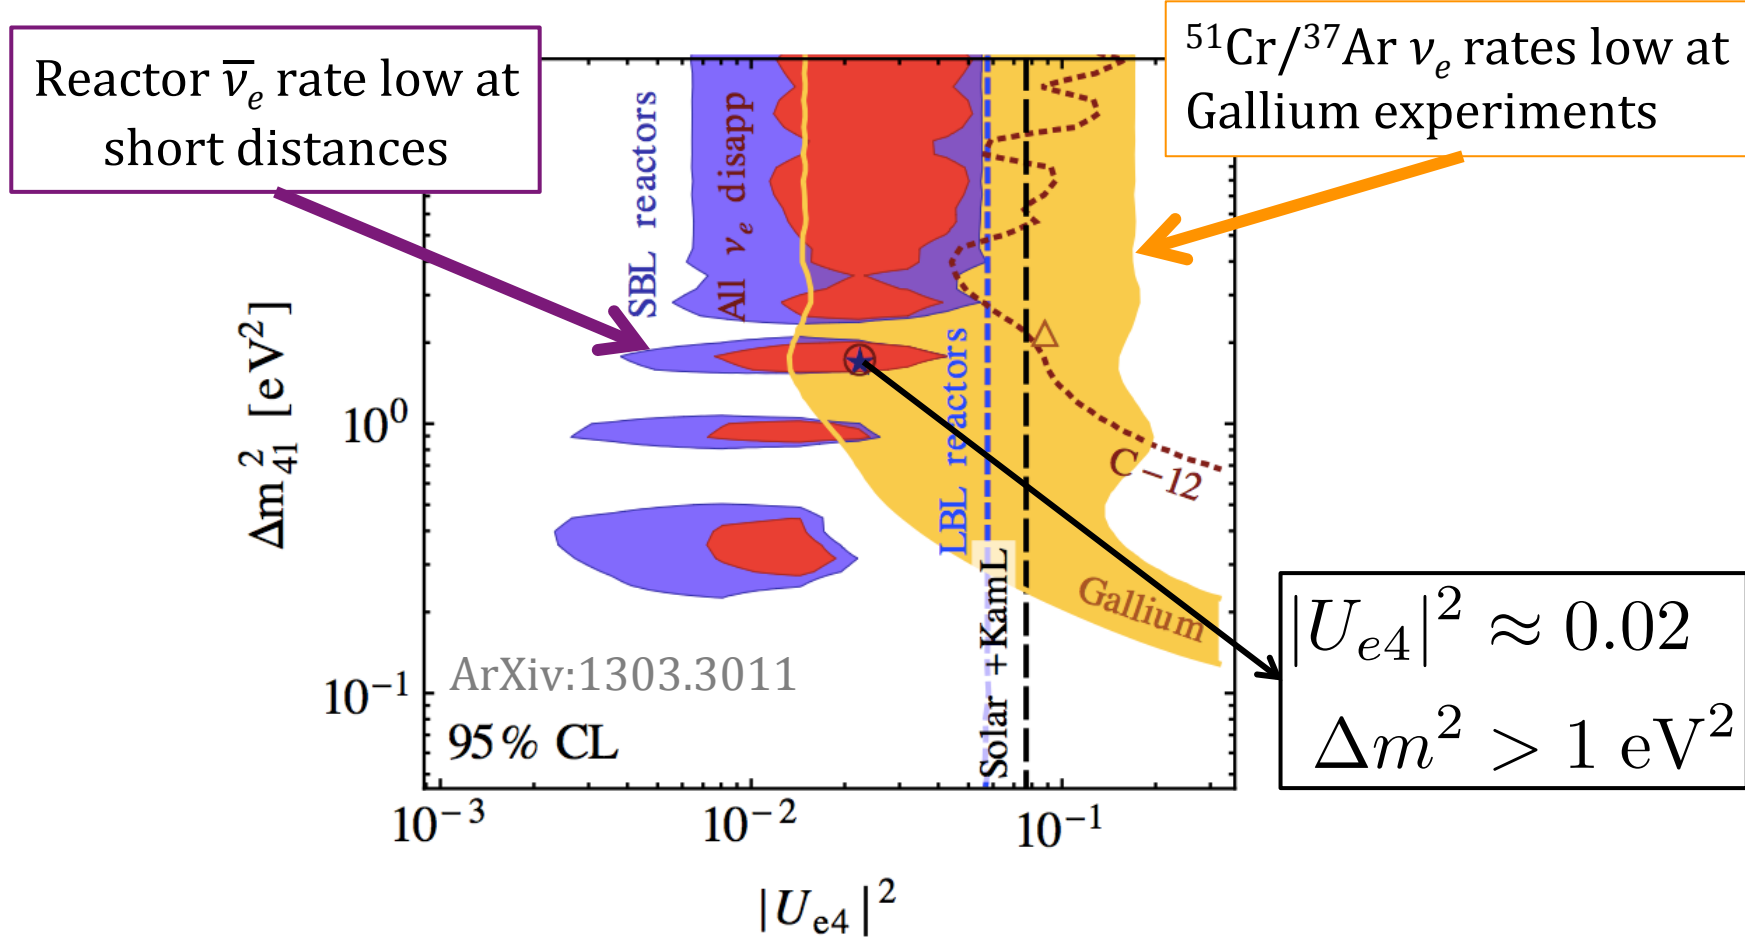 Reactor ν̅ₑ rate low at
short distances
⁵¹Cr/³⁷Ar νₑ rates low at
Gallium experiments
SBL reactors
All νₑ disapp
LBL reactors
Solar +KamL
C−12
Gallium
Δm²₄₁ [eV²]
10⁰
10⁻¹
ArXiv:1303.3011
95% CL
|Uₑ₄|² ≈ 0.02
Δm² > 1 eV²
10⁻³
10⁻²
10⁻¹
|Uₑ₄|²